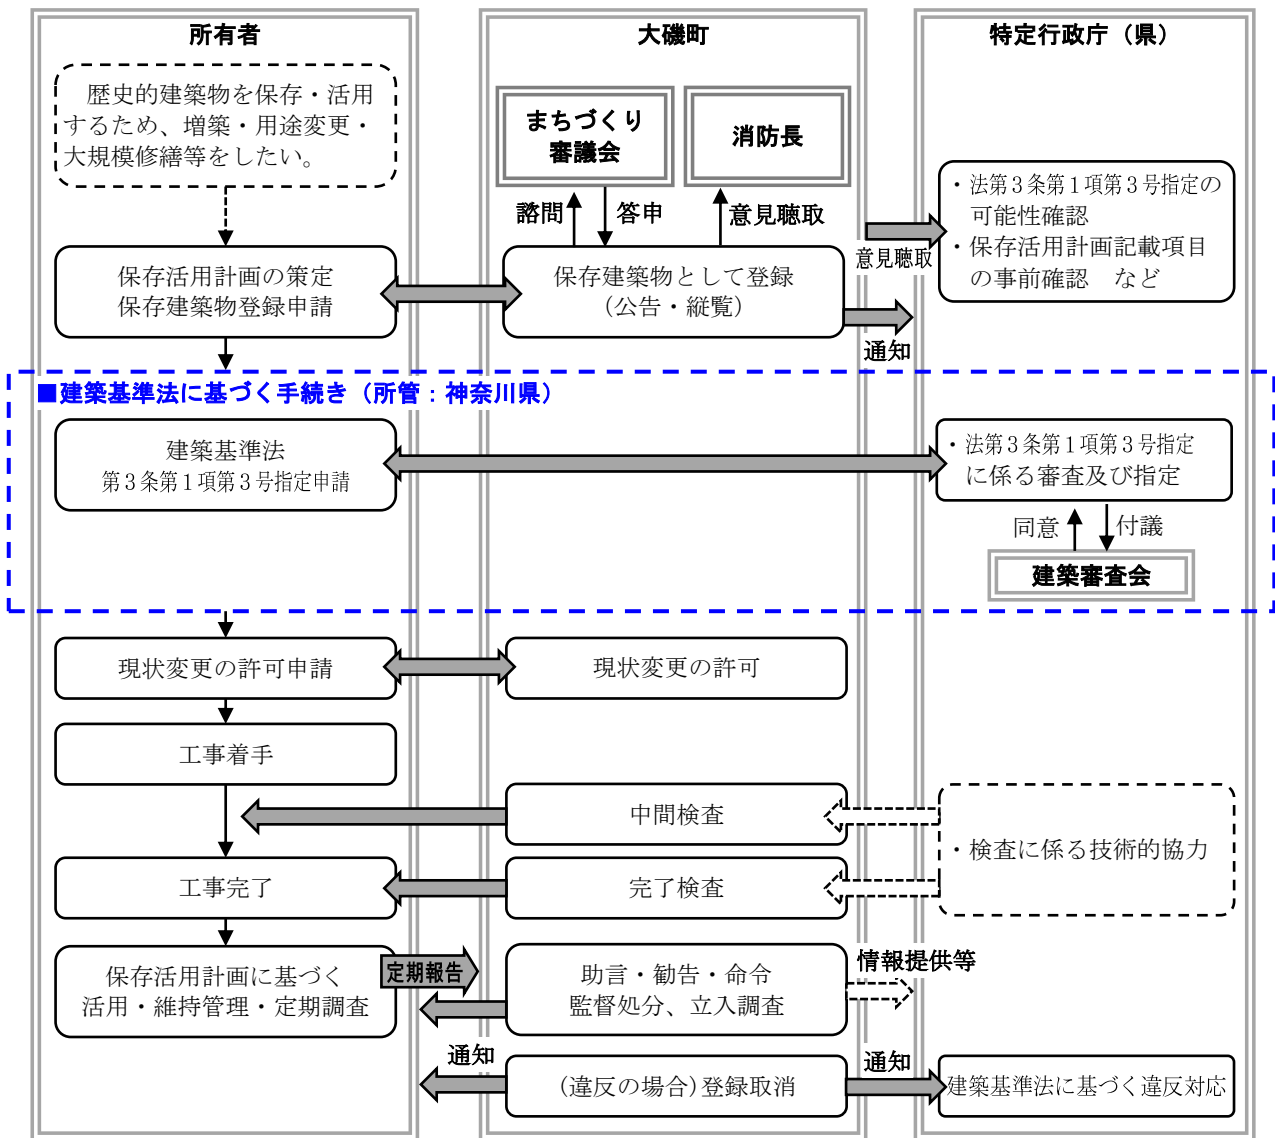 所有者
大磯町
特定行政庁（県）
歴史的建築物を保存・活用
するため、増築・用途変更・
大規模修繕等をしたい。
まちづくり
審議会
消防長
諮問
答申
意見聴取
意見聴取
・法第３条第１項第３号指定の
可能性確認
・保存活用計画記載項目
の事前確認　など
保存活用計画の策定
保存建築物登録申請
保存建築物として登録
（公告・縦覧）
通知
■建築基準法に基づく手続き（所管：神奈川県）
建築基準法
第３条第１項第３号指定申請
・法第３条第１項第３号指定
に係る審査及び指定
同意
付議
建築審査会
現状変更の許可申請
現状変更の許可
工事着手
中間検査
・検査に係る技術的協力
工事完了
完了検査
保存活用計画に基づく
活用・維持管理・定期調査
定期報告
助言・勧告・命令
監督処分、立入調査
情報提供等
通知
（違反の場合）登録取消
通知
建築基準法に基づく違反対応